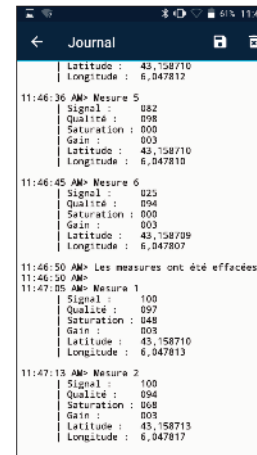 61% 11:4
Journal
| Latitude : 43,158710
| Longitude : 6,047812
11:46:36 AM> Mesure 5
| Signal : 082
| Qualité : 098
| Saturation : 000
| Gain : 003
| Latitude : 43,158710
| Longitude : 6,047810
11:46:45 AM> Mesure 6
| Signal : 025
| Qualité : 094
| Saturation : 000
| Gain : 003
| Latitude : 43,158709
| Longitude : 6,047807
11:46:50 AM> Les mesures ont été effacées
11:46:50 AM>
11:47:05 AM> Mesure 1
| Signal : 100
| Qualité : 097
| Saturation : 048
| Gain : 003
| Latitude : 43,158710
| Longitude : 6,047813
11:47:13 AM> Mesure 2
| Signal : 100
| Qualité : 094
| Saturation : 068
| Gain : 003
| Latitude : 43,158713
| Longitude : 6,047817